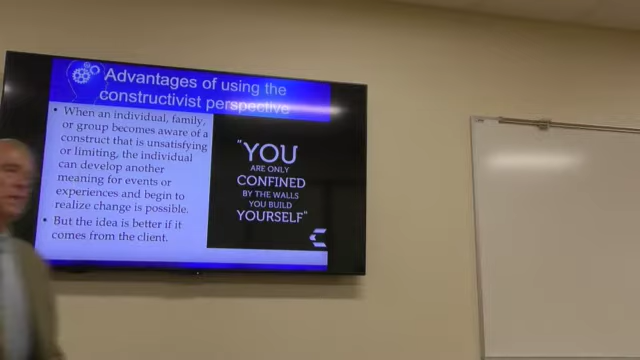 Advantages of using the
constructivist perspective
• When an individual, family,
or group becomes aware of a
construct that is unsatisfying
or limiting, the individual
can develop another
meaning for events or
experiences and begin to
realize change is possible.
• But the idea is better if it
comes from the client.
"YOU
ARE ONLY
CONFINED
BY THE WALLS
YOU BUILD
YOURSELF"